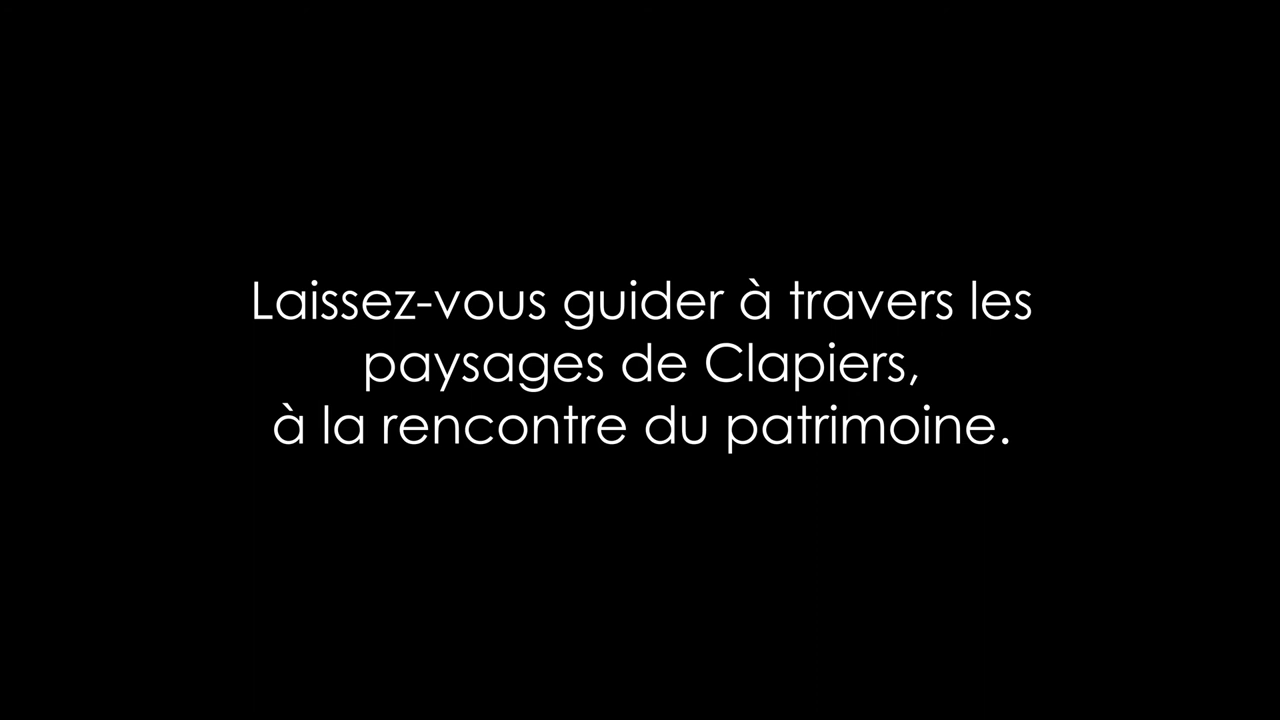 Laissez-vous guider à travers les
paysages de Clapiers,
à la rencontre du patrimoine.